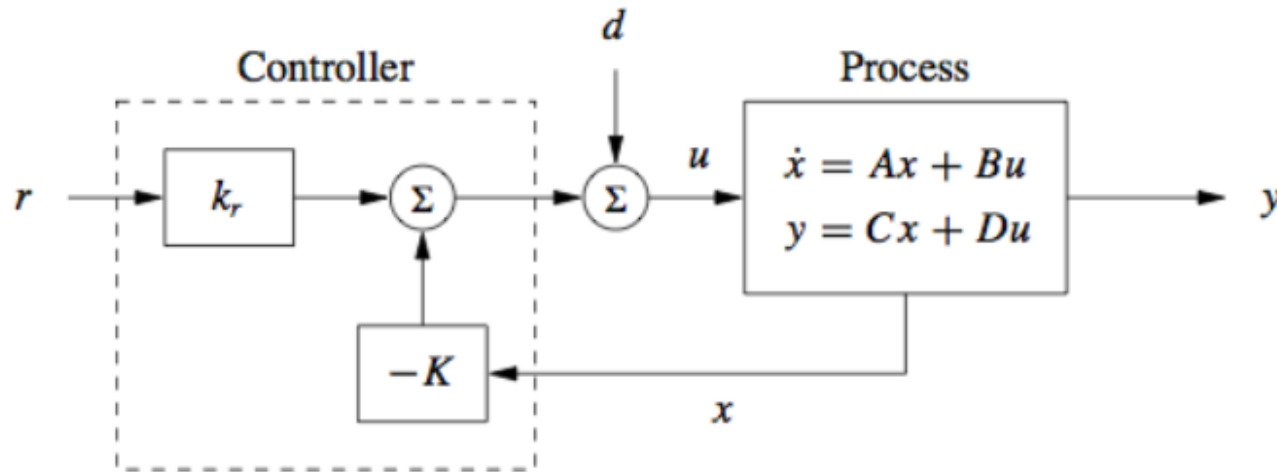 d
Controller
Process
r
k_r
Σ
Σ
u
ẋ = Ax + Bu
y = Cx + Du
y
−K
x